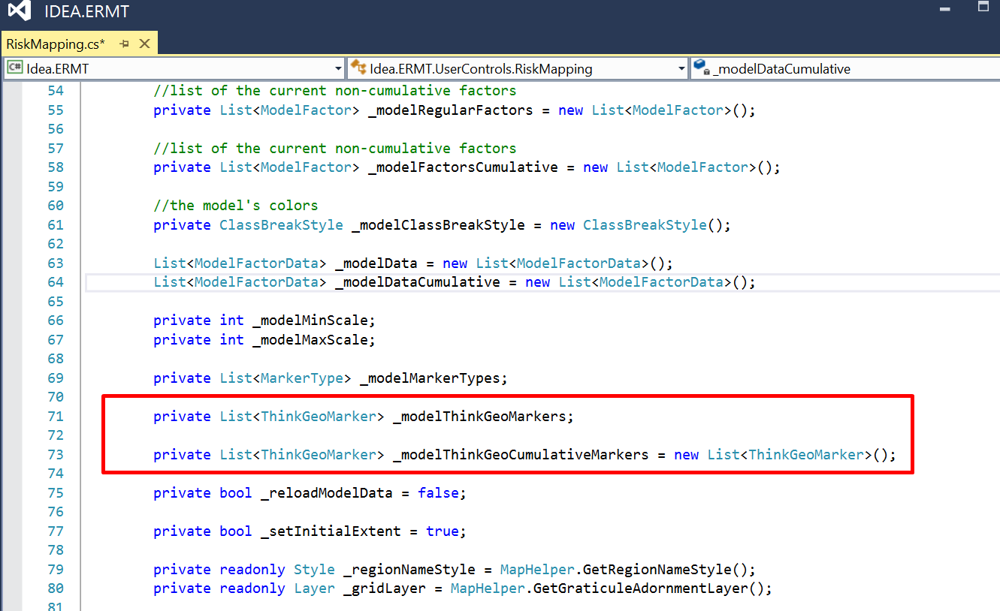 IDEA.ERMT
RiskMapping.cs*
C# Idea.ERMT Idea.ERMT.UserControls.RiskMapping _modelDataCumulative
54 //list of the current non-cumulative factors
55 private List<ModelFactor> _modelRegularFactors = new List<ModelFactor>();
56
57 //list of the current non-cumulative factors
58 private List<ModelFactor> _modelFactorsCumulative = new List<ModelFactor>();
59
60 //the model's colors
61 private ClassBreakStyle _modelClassBreakStyle = new ClassBreakStyle();
62
63 List<ModelFactorData> _modelData = new List<ModelFactorData>();
64 List<ModelFactorData> _modelDataCumulative = new List<ModelFactorData>();
65
66 private int _modelMinScale;
67 private int _modelMaxScale;
68
69 private List<MarkerType> _modelMarkerTypes;
70
71 private List<ThinkGeoMarker> _modelThinkGeoMarkers;
72
73 private List<ThinkGeoMarker> _modelThinkGeoCumulativeMarkers = new List<ThinkGeoMarker>();
74
75 private bool _reloadModelData = false;
76
77 private bool _setInitialExtent = true;
78
79 private readonly Style _regionNameStyle = MapHelper.GetRegionNameStyle();
80 private readonly Layer _gridLayer = MapHelper.GetGraticuleAdornmentLayer();
81